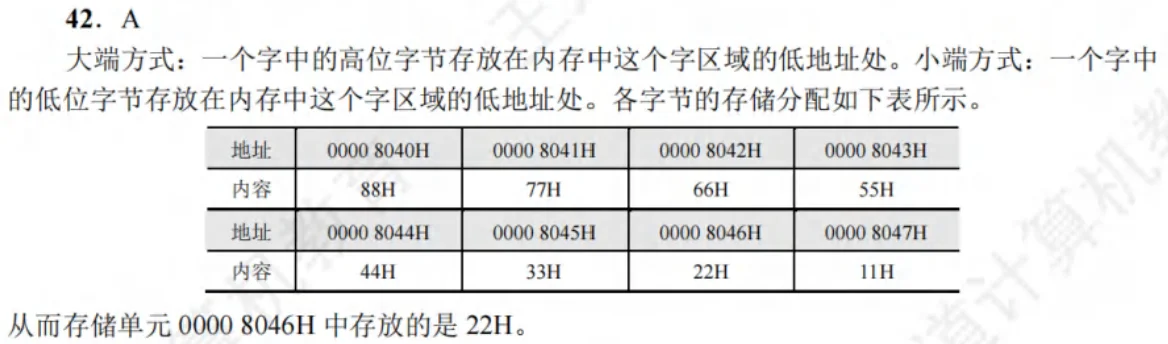 42. A
大端方式：一个字中的高位字节存放在内存中这个字区域的低地址处。小端方式：一个字中
的低位字节存放在内存中这个字区域的低地址处。各字节的存储分配如下表所示。
地址 0000 8040H 0000 8041H 0000 8042H 0000 8043H
内容 88H 77H 66H 55H
地址 0000 8044H 0000 8045H 0000 8046H 0000 8047H
内容 44H 33H 22H 11H
从而存储单元 0000 8046H 中存放的是 22H。